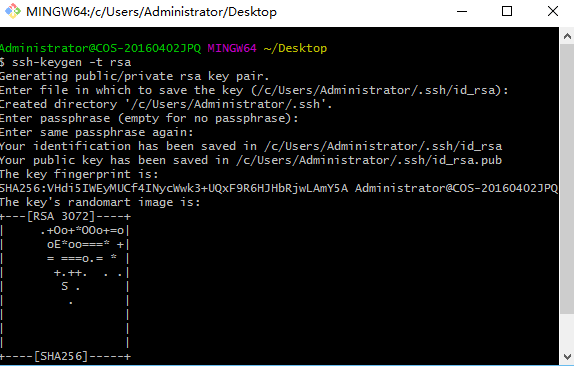 MINGW64:/c/Users/Administrator/Desktop
Administrator@COS-20160402JPQ MINGW64 ~/Desktop
$ ssh-keygen -t rsa
Generating public/private rsa key pair.
Enter file in which to save the key (/c/Users/Administrator/.ssh/id_rsa):
Created directory '/c/Users/Administrator/.ssh'.
Enter passphrase (empty for no passphrase):
Enter same passphrase again:
Your identification has been saved in /c/Users/Administrator/.ssh/id_rsa
Your public key has been saved in /c/Users/Administrator/.ssh/id_rsa.pub
The key fingerprint is:
SHA256:VHdi5IWEyMUCf4INycWwk3+UQxF9R6HJHbRjwLAmY5A Administrator@COS-20160402JPQ
The key's randomart image is:
+---[RSA 3072]----+
|     .+Oo+*OOo+=o|
|      oE*oo===* +|
|      = ===o.= * |
|       +.++.  . .|
|        S .      |
|         .       |
|                 |
|                 |
|                 |
+----[SHA256]-----+